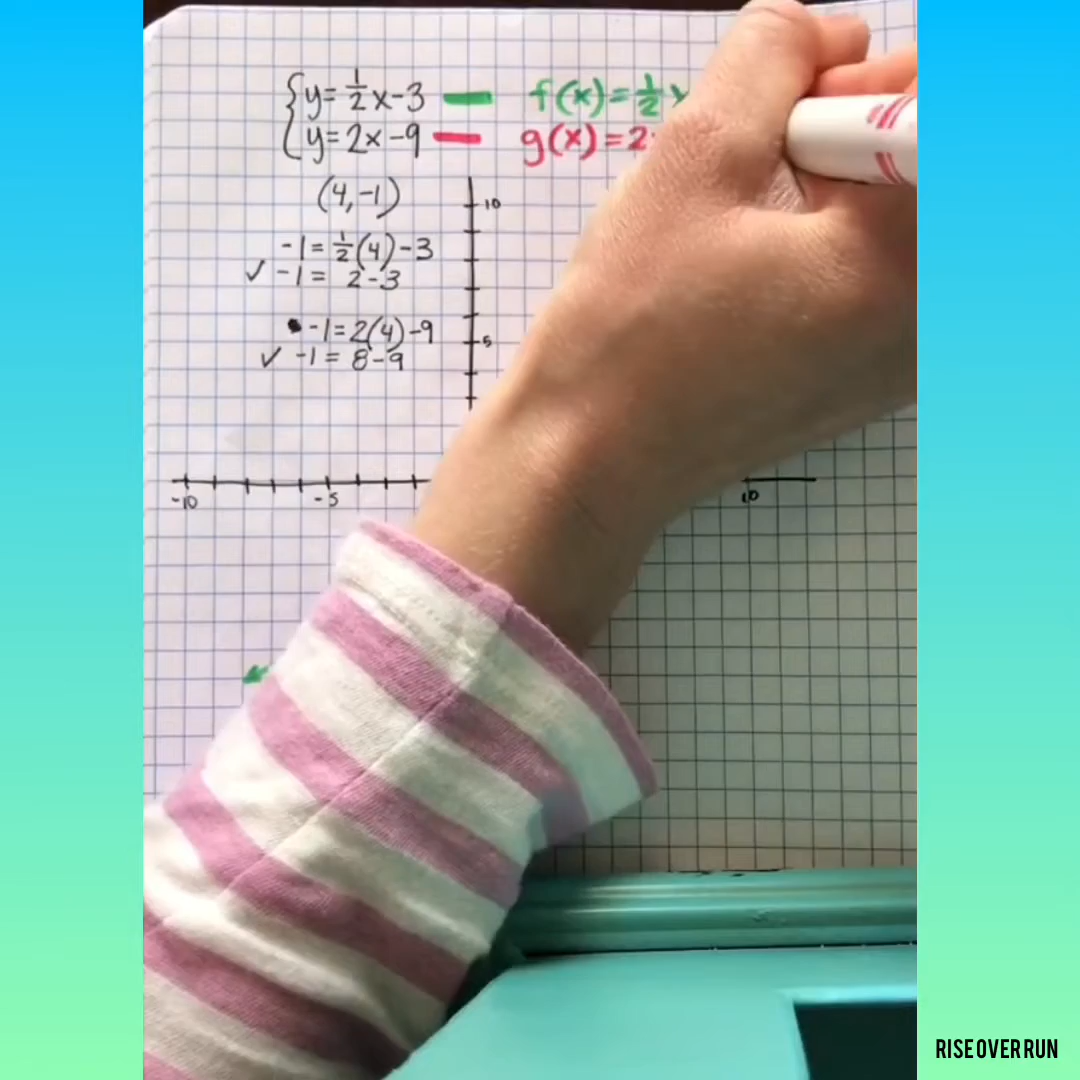 y=½x-3
f(x)=½
y=2x-9
g(x)=2
(4,-1)
10
-1=½(4)-3
✓ -1= 2-3
-1=2(4)-9
5
✓ -1= 8-9
-10
-5
10
RISE OVER RUN